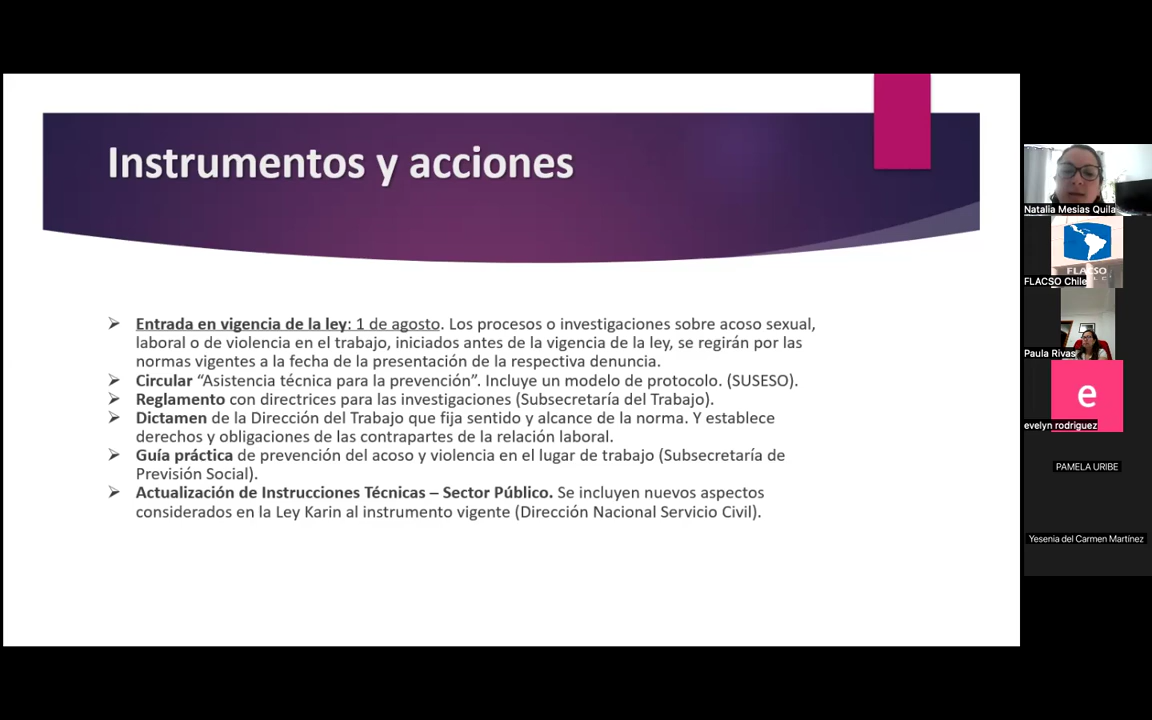 Instrumentos y acciones
Entrada en vigencia de la ley: 1 de agosto. Los procesos o investigaciones sobre acoso sexual,
laboral o de violencia en el trabajo, iniciados antes de la vigencia de la ley, se regirán por las
normas vigentes a la fecha de la presentación de la respectiva denuncia.
Circular “Asistencia técnica para la prevención”. Incluye un modelo de protocolo. (SUSESO).
Reglamento con directrices para las investigaciones (Subsecretaría del Trabajo).
Dictamen de la Dirección del Trabajo que fija sentido y alcance de la norma. Y establece
derechos y obligaciones de las contrapartes de la relación laboral.
Guía práctica de prevención del acoso y violencia en el lugar de trabajo (Subsecretaría de
Previsión Social).
Actualización de Instrucciones Técnicas – Sector Público. Se incluyen nuevos aspectos
considerados en la Ley Karin al instrumento vigente (Dirección Nacional Servicio Civil).
Natalia Mesias Quila
FLACSO
FLACSO Chile
Paula Rivas
e
evelyn rodriguez
PAMELA URIBE
Yesenia del Carmen Martínez